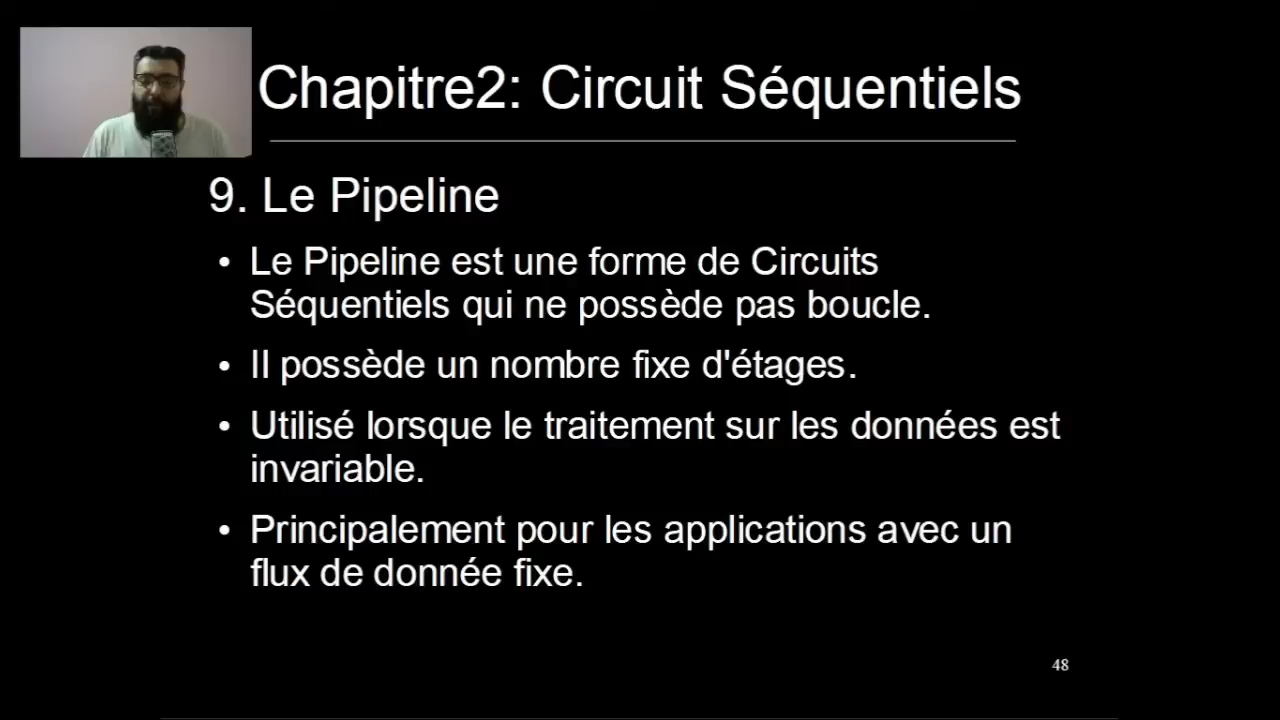 Chapitre2: Circuit Séquentiels
9. Le Pipeline
• Le Pipeline est une forme de Circuits
Séquentiels qui ne possède pas boucle.
• Il possède un nombre fixe d'étages.
• Utilisé lorsque le traitement sur les données est
invariable.
• Principalement pour les applications avec un
flux de donnée fixe.
48